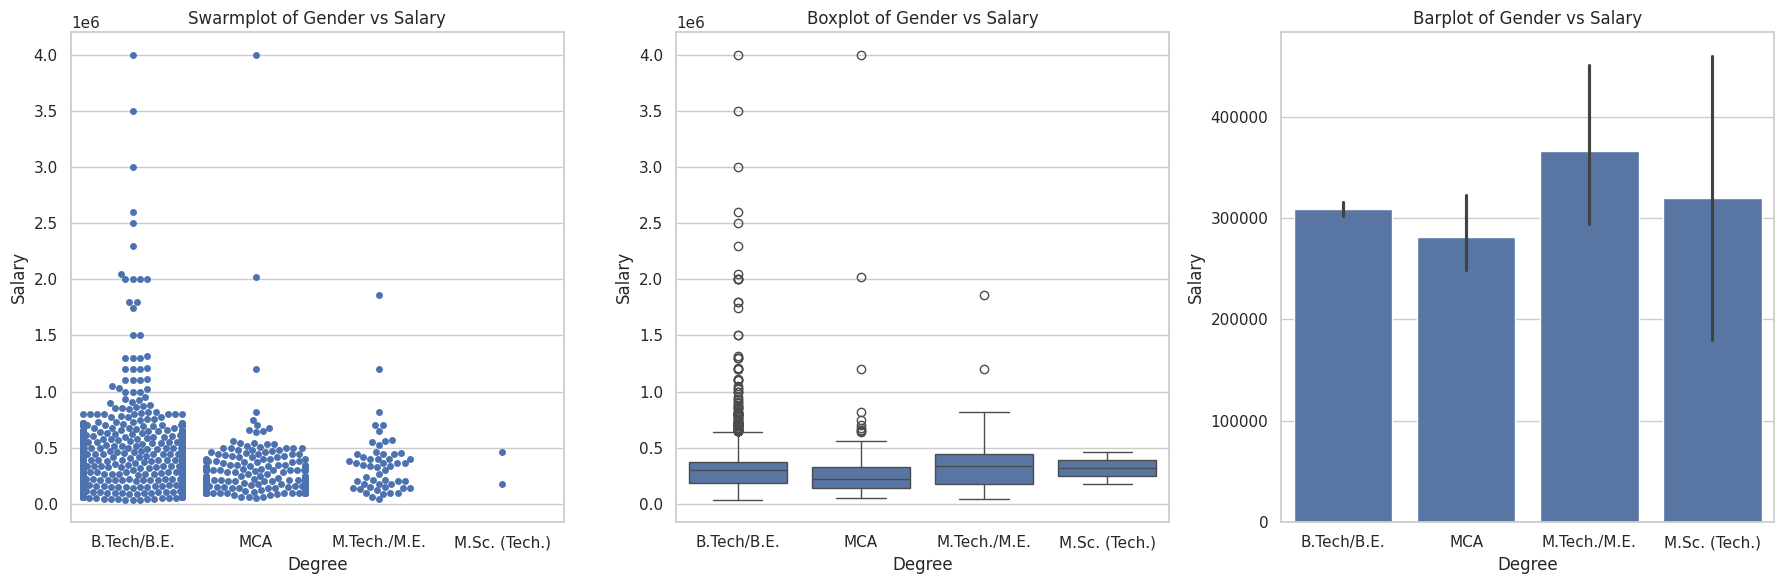 Swarmplot of Gender vs Salary
1e6
4.0
3.5
3.0
2.5
2.0
1.5
1.0
0.5
0.0
Salary
B.Tech/B.E.
MCA
M.Tech./M.E.
M.Sc. (Tech.)
Degree
Boxplot of Gender vs Salary
1e6
4.0
3.5
3.0
2.5
2.0
1.5
1.0
0.5
0.0
Salary
B.Tech/B.E.
MCA
M.Tech./M.E.
M.Sc. (Tech.)
Degree
Barplot of Gender vs Salary
400000
300000
200000
100000
0
Salary
B.Tech/B.E.
MCA
M.Tech./M.E.
M.Sc. (Tech.)
Degree